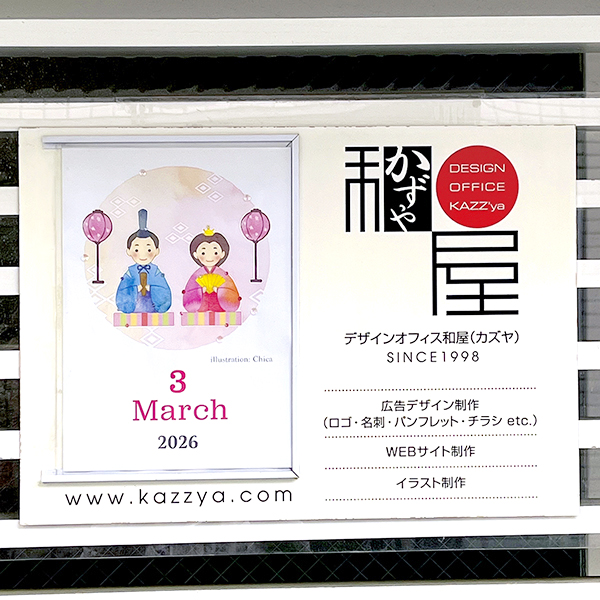 illustration: Chica
3
March
2026
www.kazzya.com
和屋
かずや
DESIGN
OFFICE
KAZZ'ya
デザインオフィス和屋(カズヤ)
SINCE1998
広告デザイン制作
(ロゴ・名刺・パンフレット・チラシ etc.)
WEBサイト制作
イラスト制作